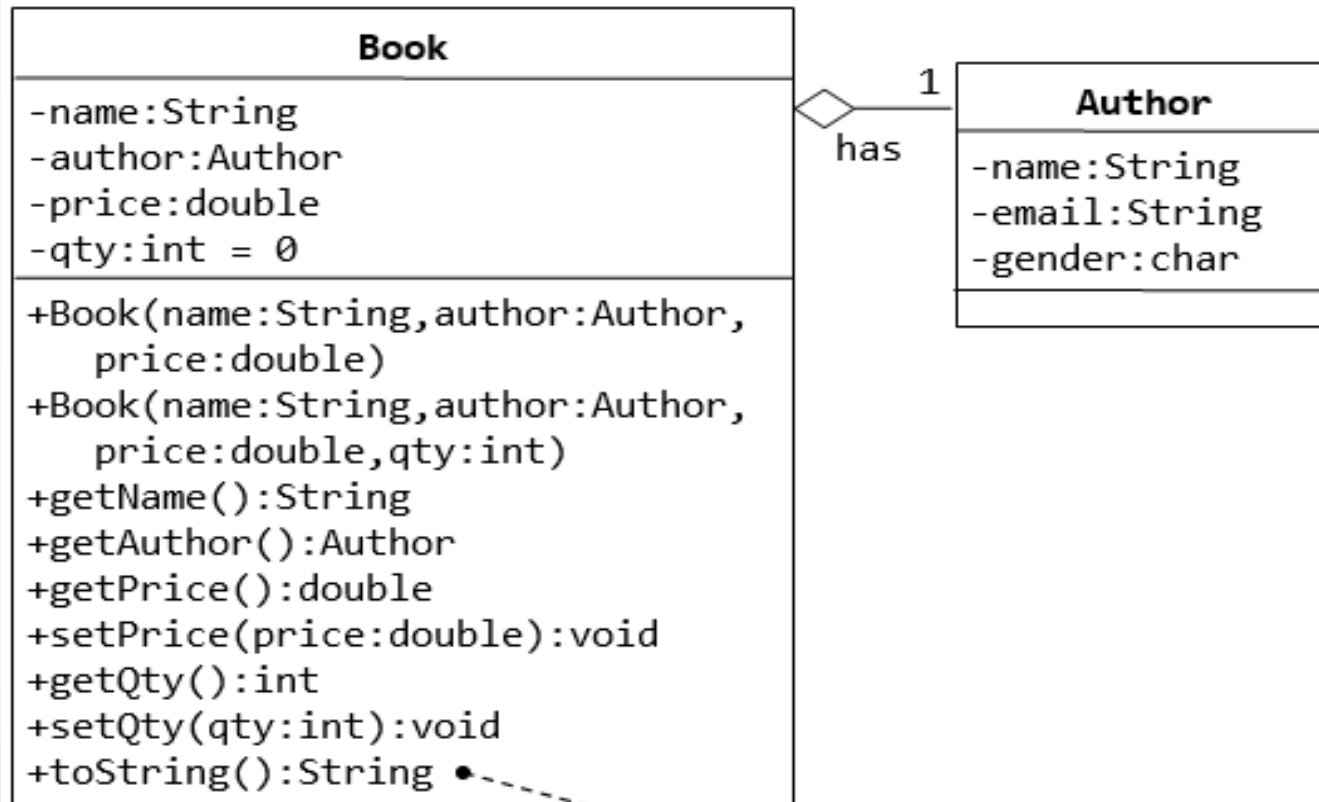 Book
-name:String
-author:Author
-price:double
-qty:int = 0
+Book(name:String,author:Author,
price:double)
+Book(name:String,author:Author,
price:double,qty:int)
+getName():String
+getAuthor():Author
+getPrice():double
+setPrice(price:double):void
+getQty():int
+setQty(qty:int):void
+toString():String
1
has
Author
-name:String
-email:String
-gender:char